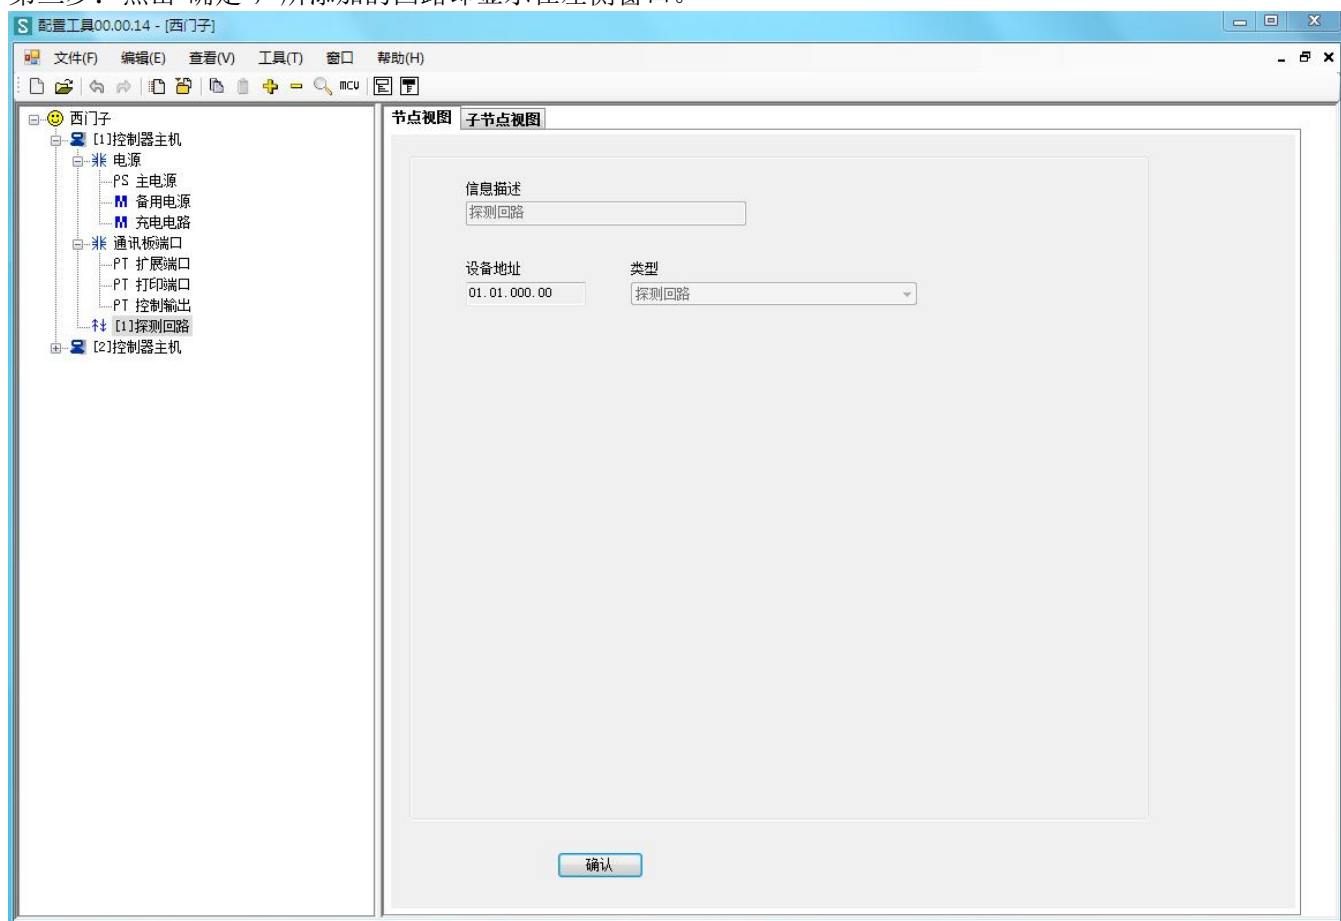 配置工具00.00.14 - [西门子]
文件(F) 编辑(E) 查看(V) 工具(T) 窗口 帮助(H)
MCU
西门子
[1]控制器主机
电源
PS 主电源
M 备用电源
M 充电电路
通讯板端口
PT 扩展端口
PT 打印端口
PT 控制输出
[1]探测回路
[2]控制器主机
节点视图 子节点视图
信息描述
探测回路
设备地址 类型
01.01.000.00 探测回路
确认